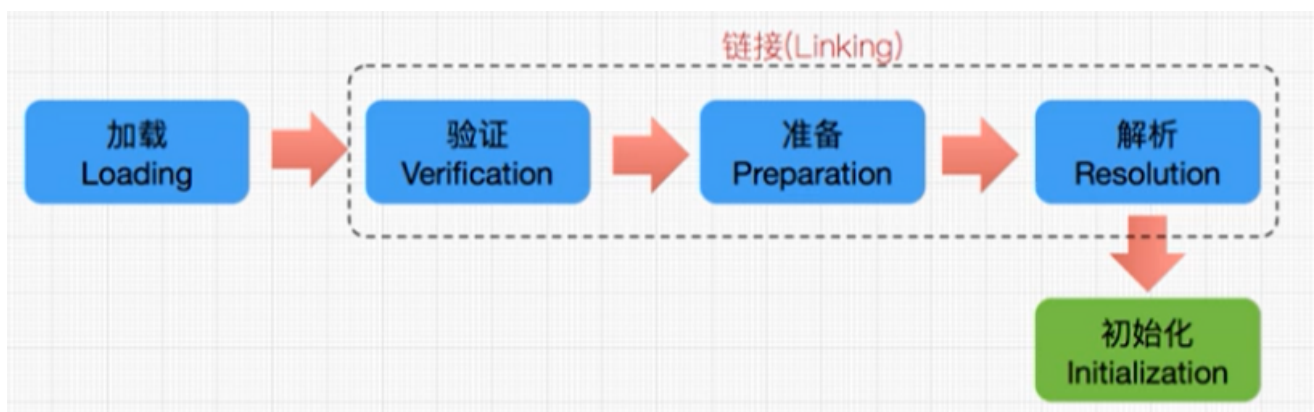 链接(Linking)
加载
Loading
验证
Verification
准备
Preparation
解析
Resolution
初始化
Initialization